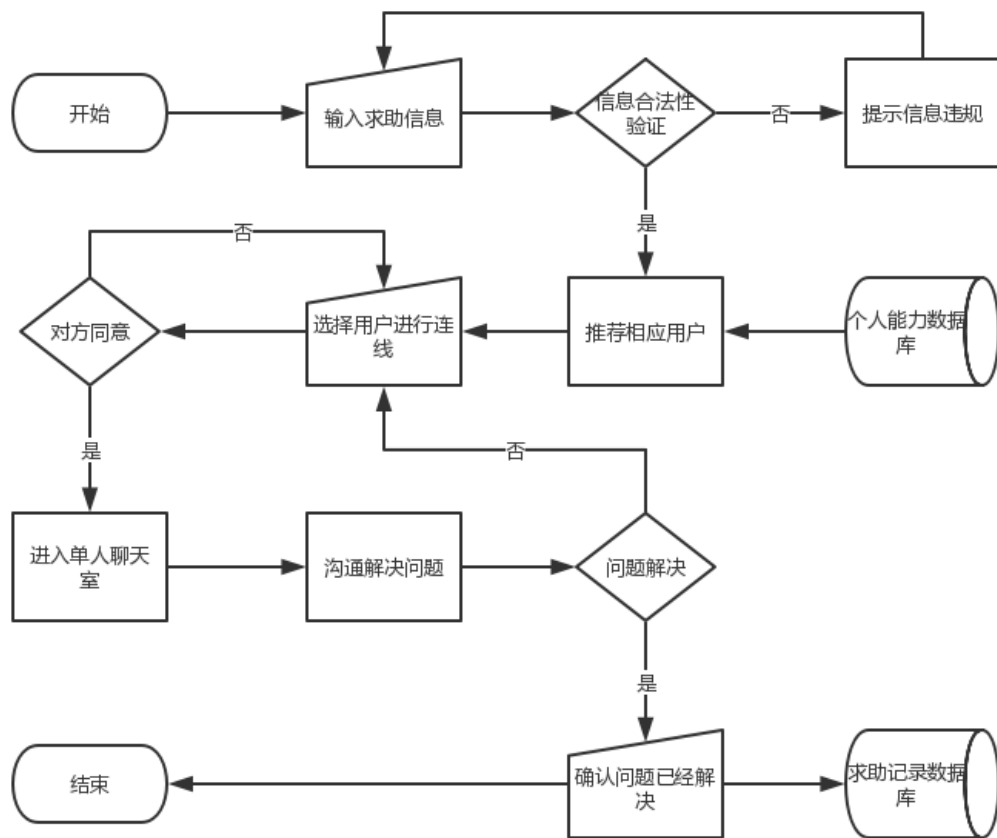 开始
输入求助信息
信息合法性
验证
否
提示信息违规
是
否
对方同意
选择用户进行连
线
推荐相应用户
个人能力数据
库
是
否
进入单人聊天
室
沟通解决问题
问题解决
是
结束
确认问题已经解
决
求助记录数据
库